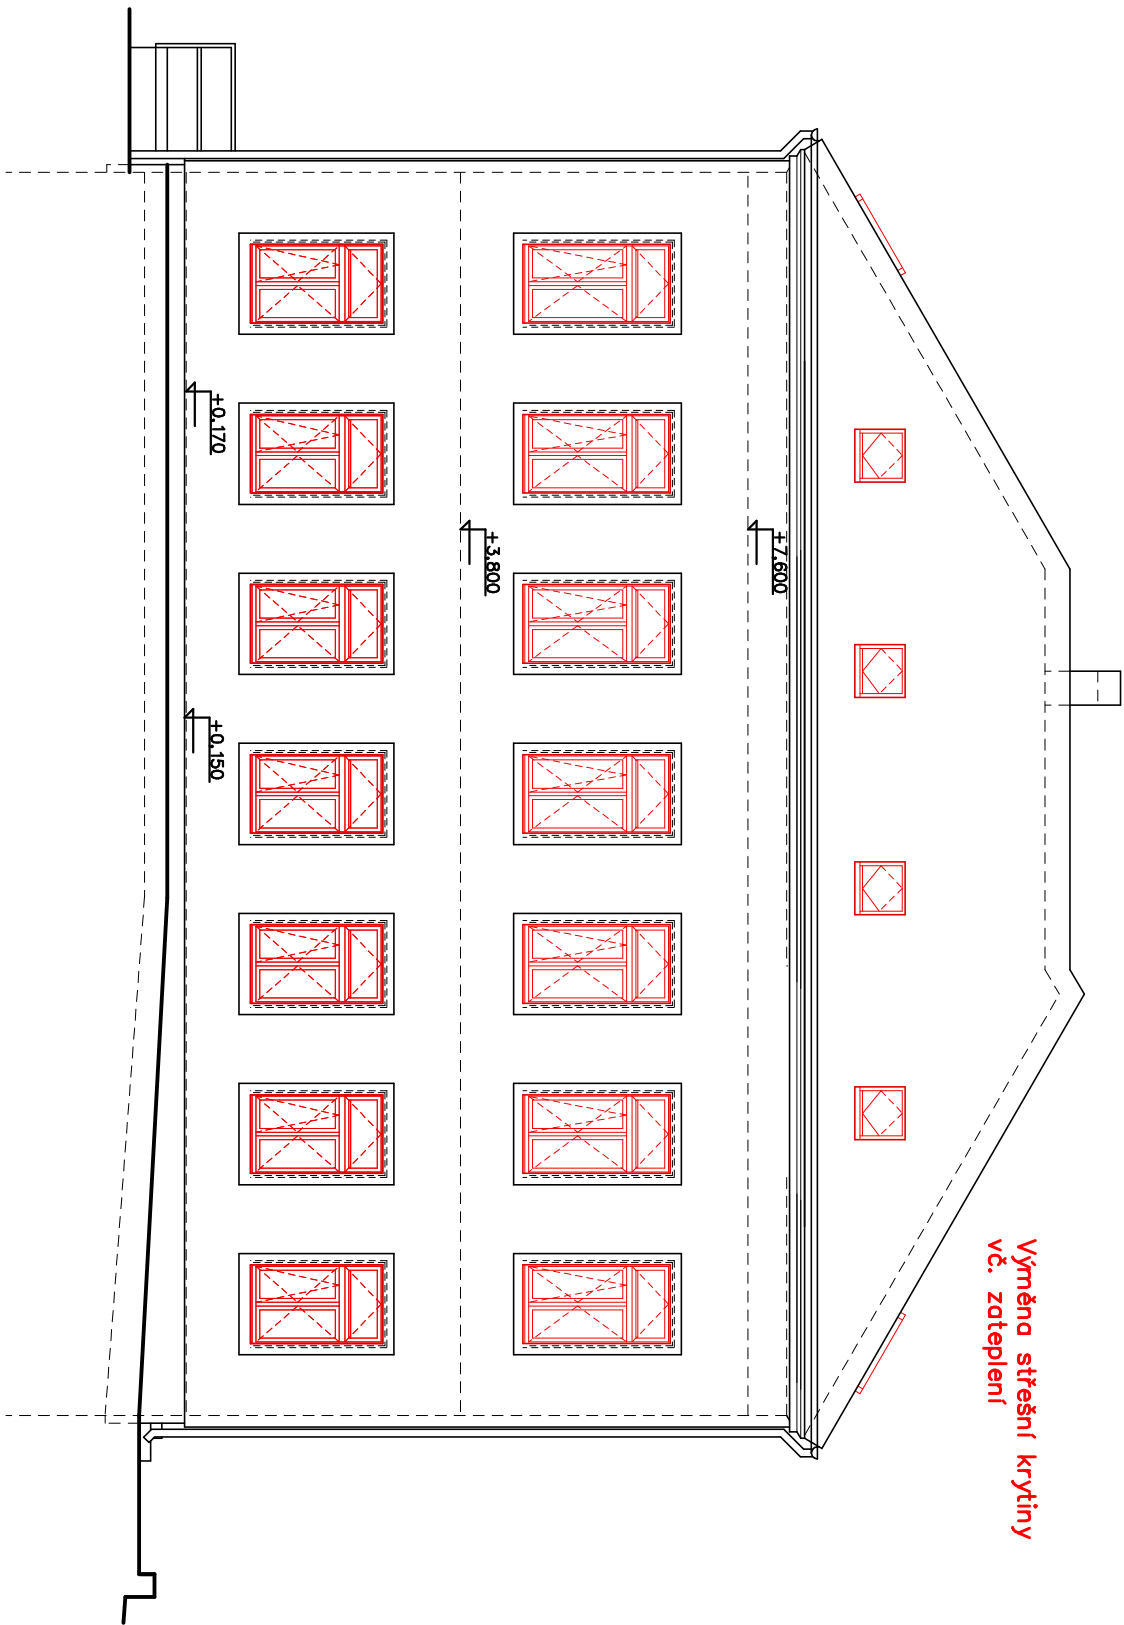 Výměna střešní krytiny
vč. zateplení
+7.600
+3.800
+0.170
+0.150